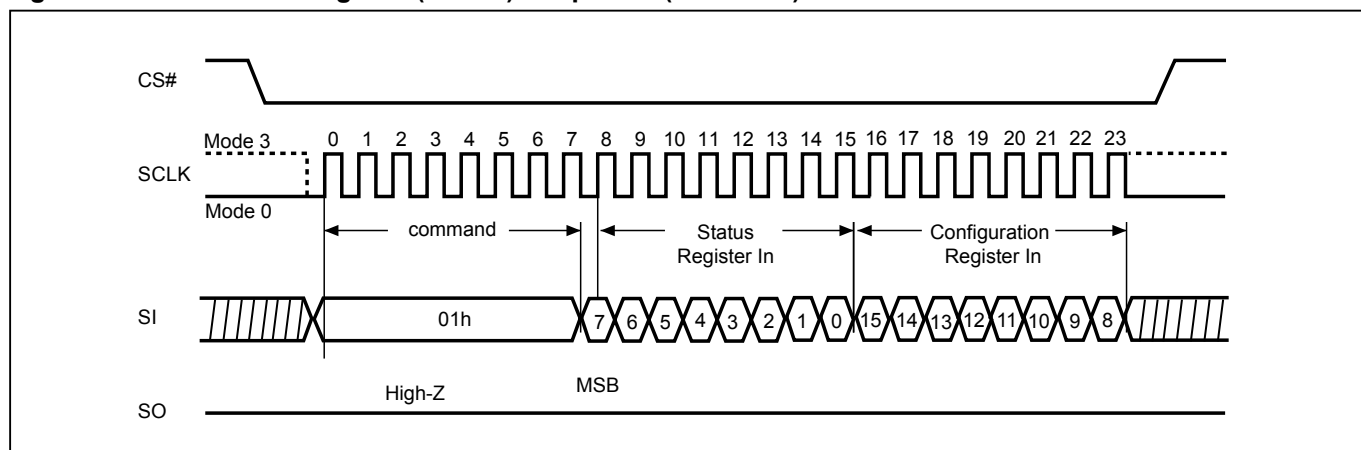 CS#
Mode 3
0 1 2 3 4 5 6 7 8 9 10 11 12 13 14 15 16 17 18 19 20 21 22 23
SCLK
Mode 0
command
Status
Register In
Configuration
Register In
SI
01h
7 6 5 4 3 2 1 0 15 14 13 12 11 10 9 8
High-Z
MSB
SO